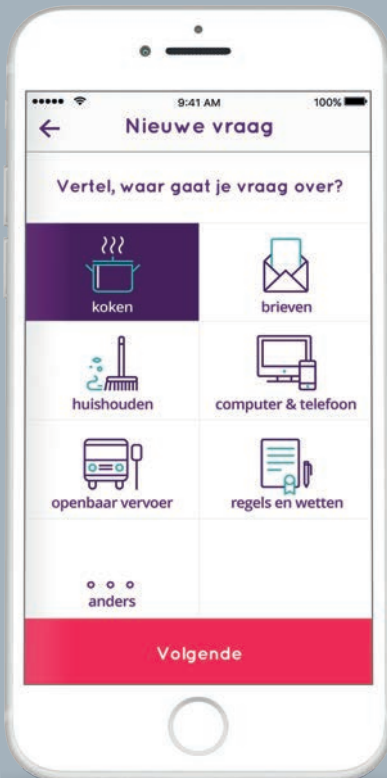 9:41 AM 100%
Nieuwe vraag
Vertel, waar gaat je vraag over?
koken
brieven
huishouden
computer & telefoon
openbaar vervoer
regels en wetten
anders
Volgende